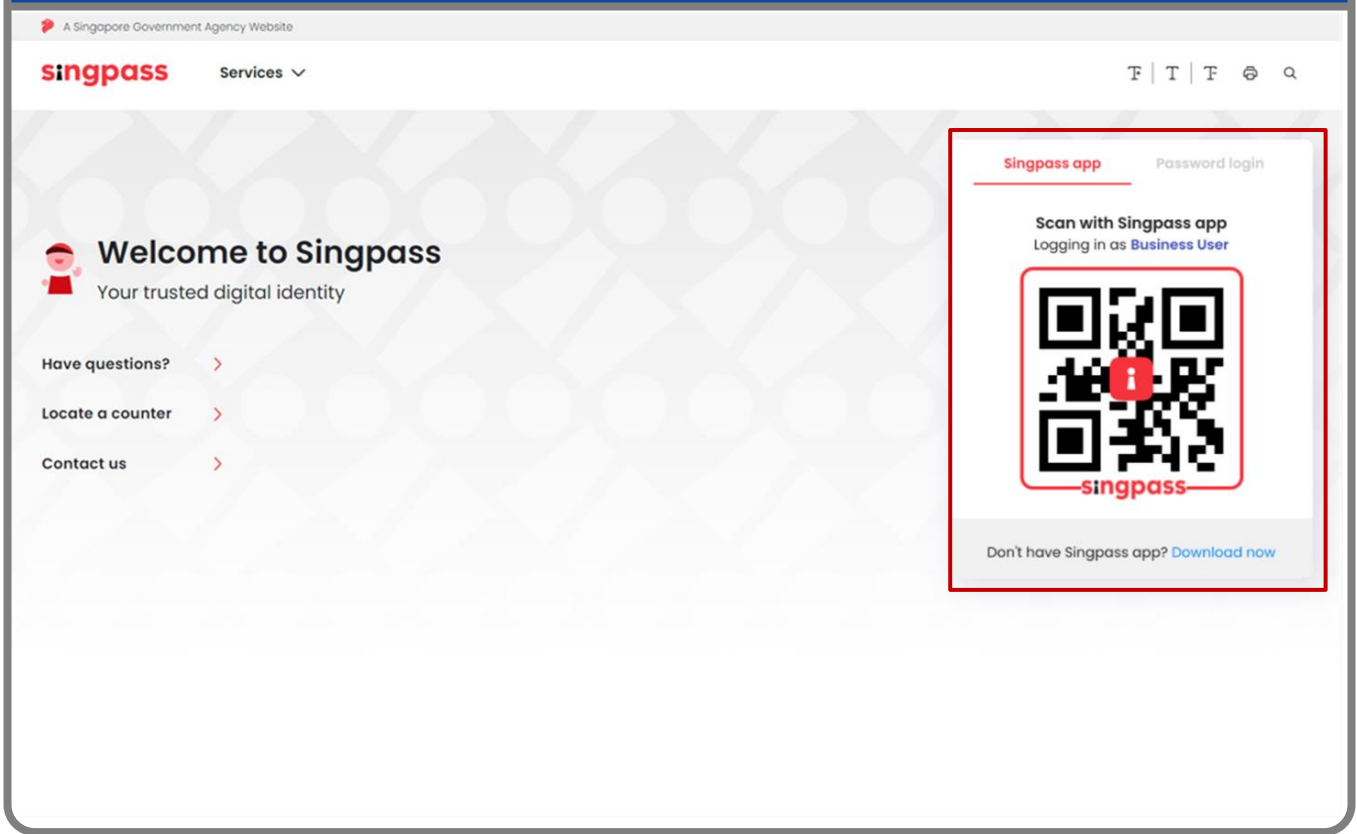 A Singapore Government Agency Website
singpass Services
Singpass app Password login
Scan with Singpass app
Logging in as Business User
singpass
Don't have Singpass app? Download now
Welcome to Singpass
Your trusted digital identity
Have questions?
Locate a counter
Contact us